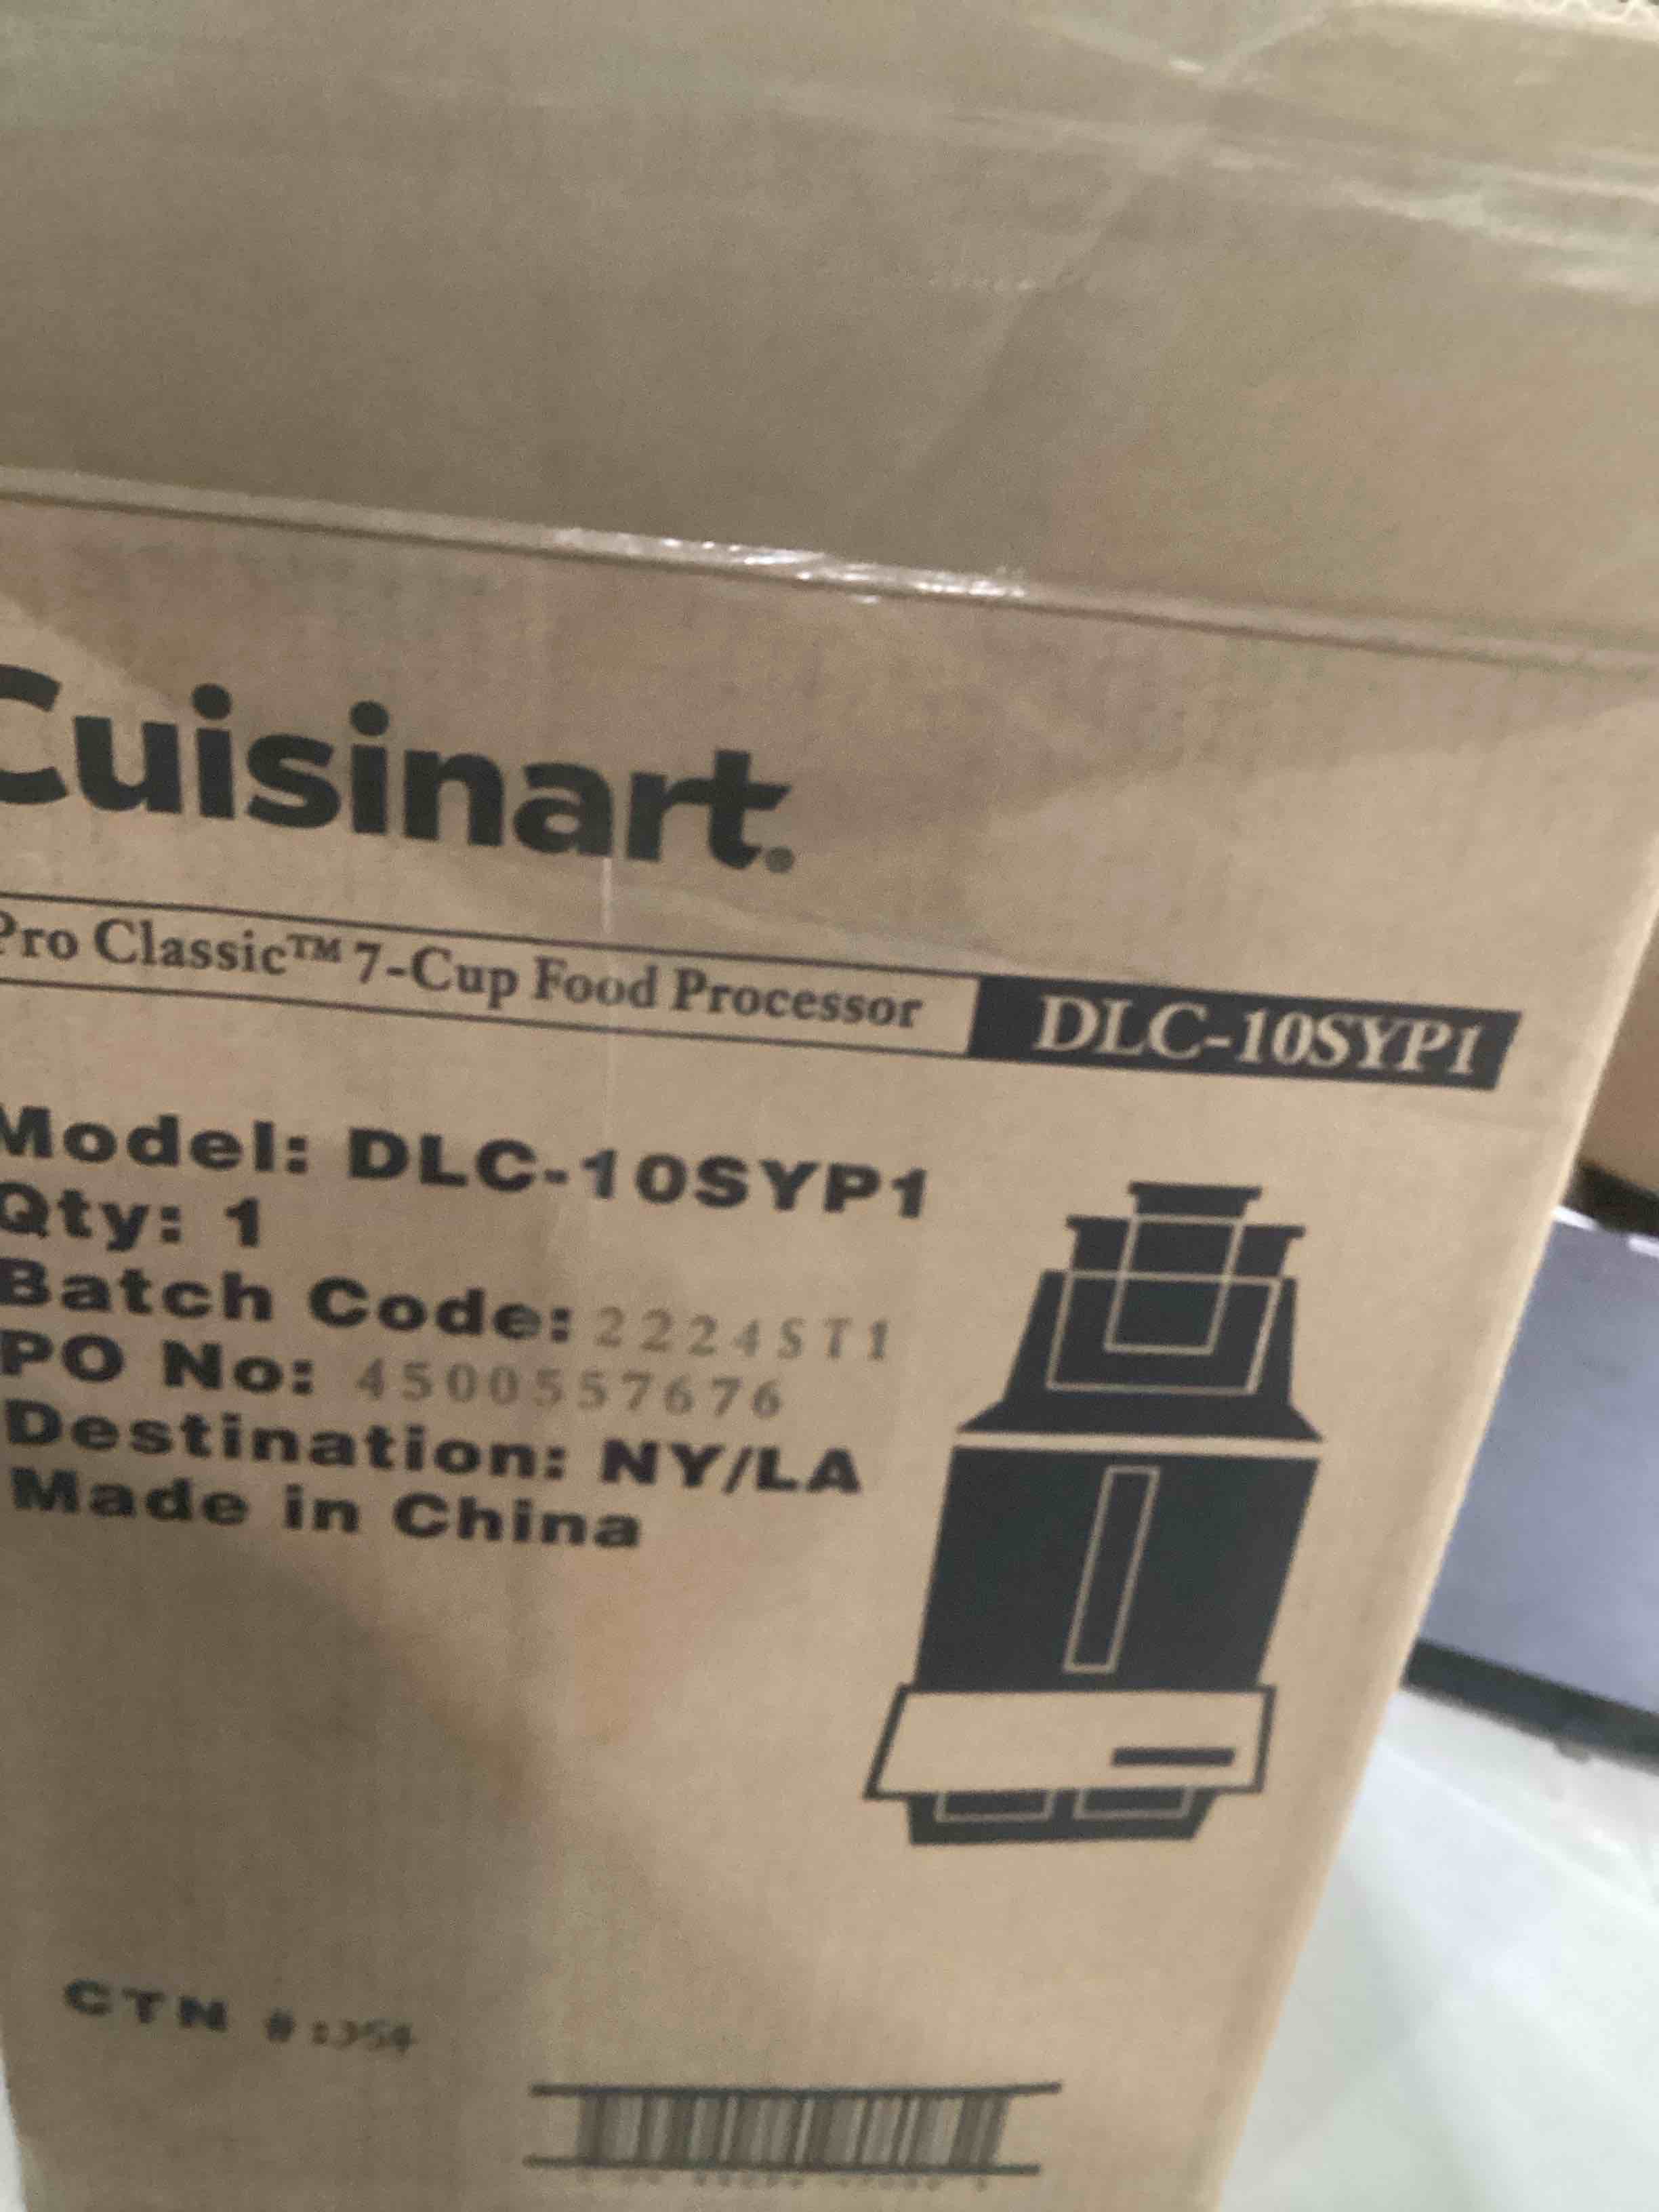 Cuisinart®
Pro Classic™ 7-Cup Food Processor DLC-10SYP1
Model: DLC-10SYP1
Qty: 1
Batch Code: 2224ST1
PO No: 4500557676
Destination: NY/LA
Made in China
CTN #:354